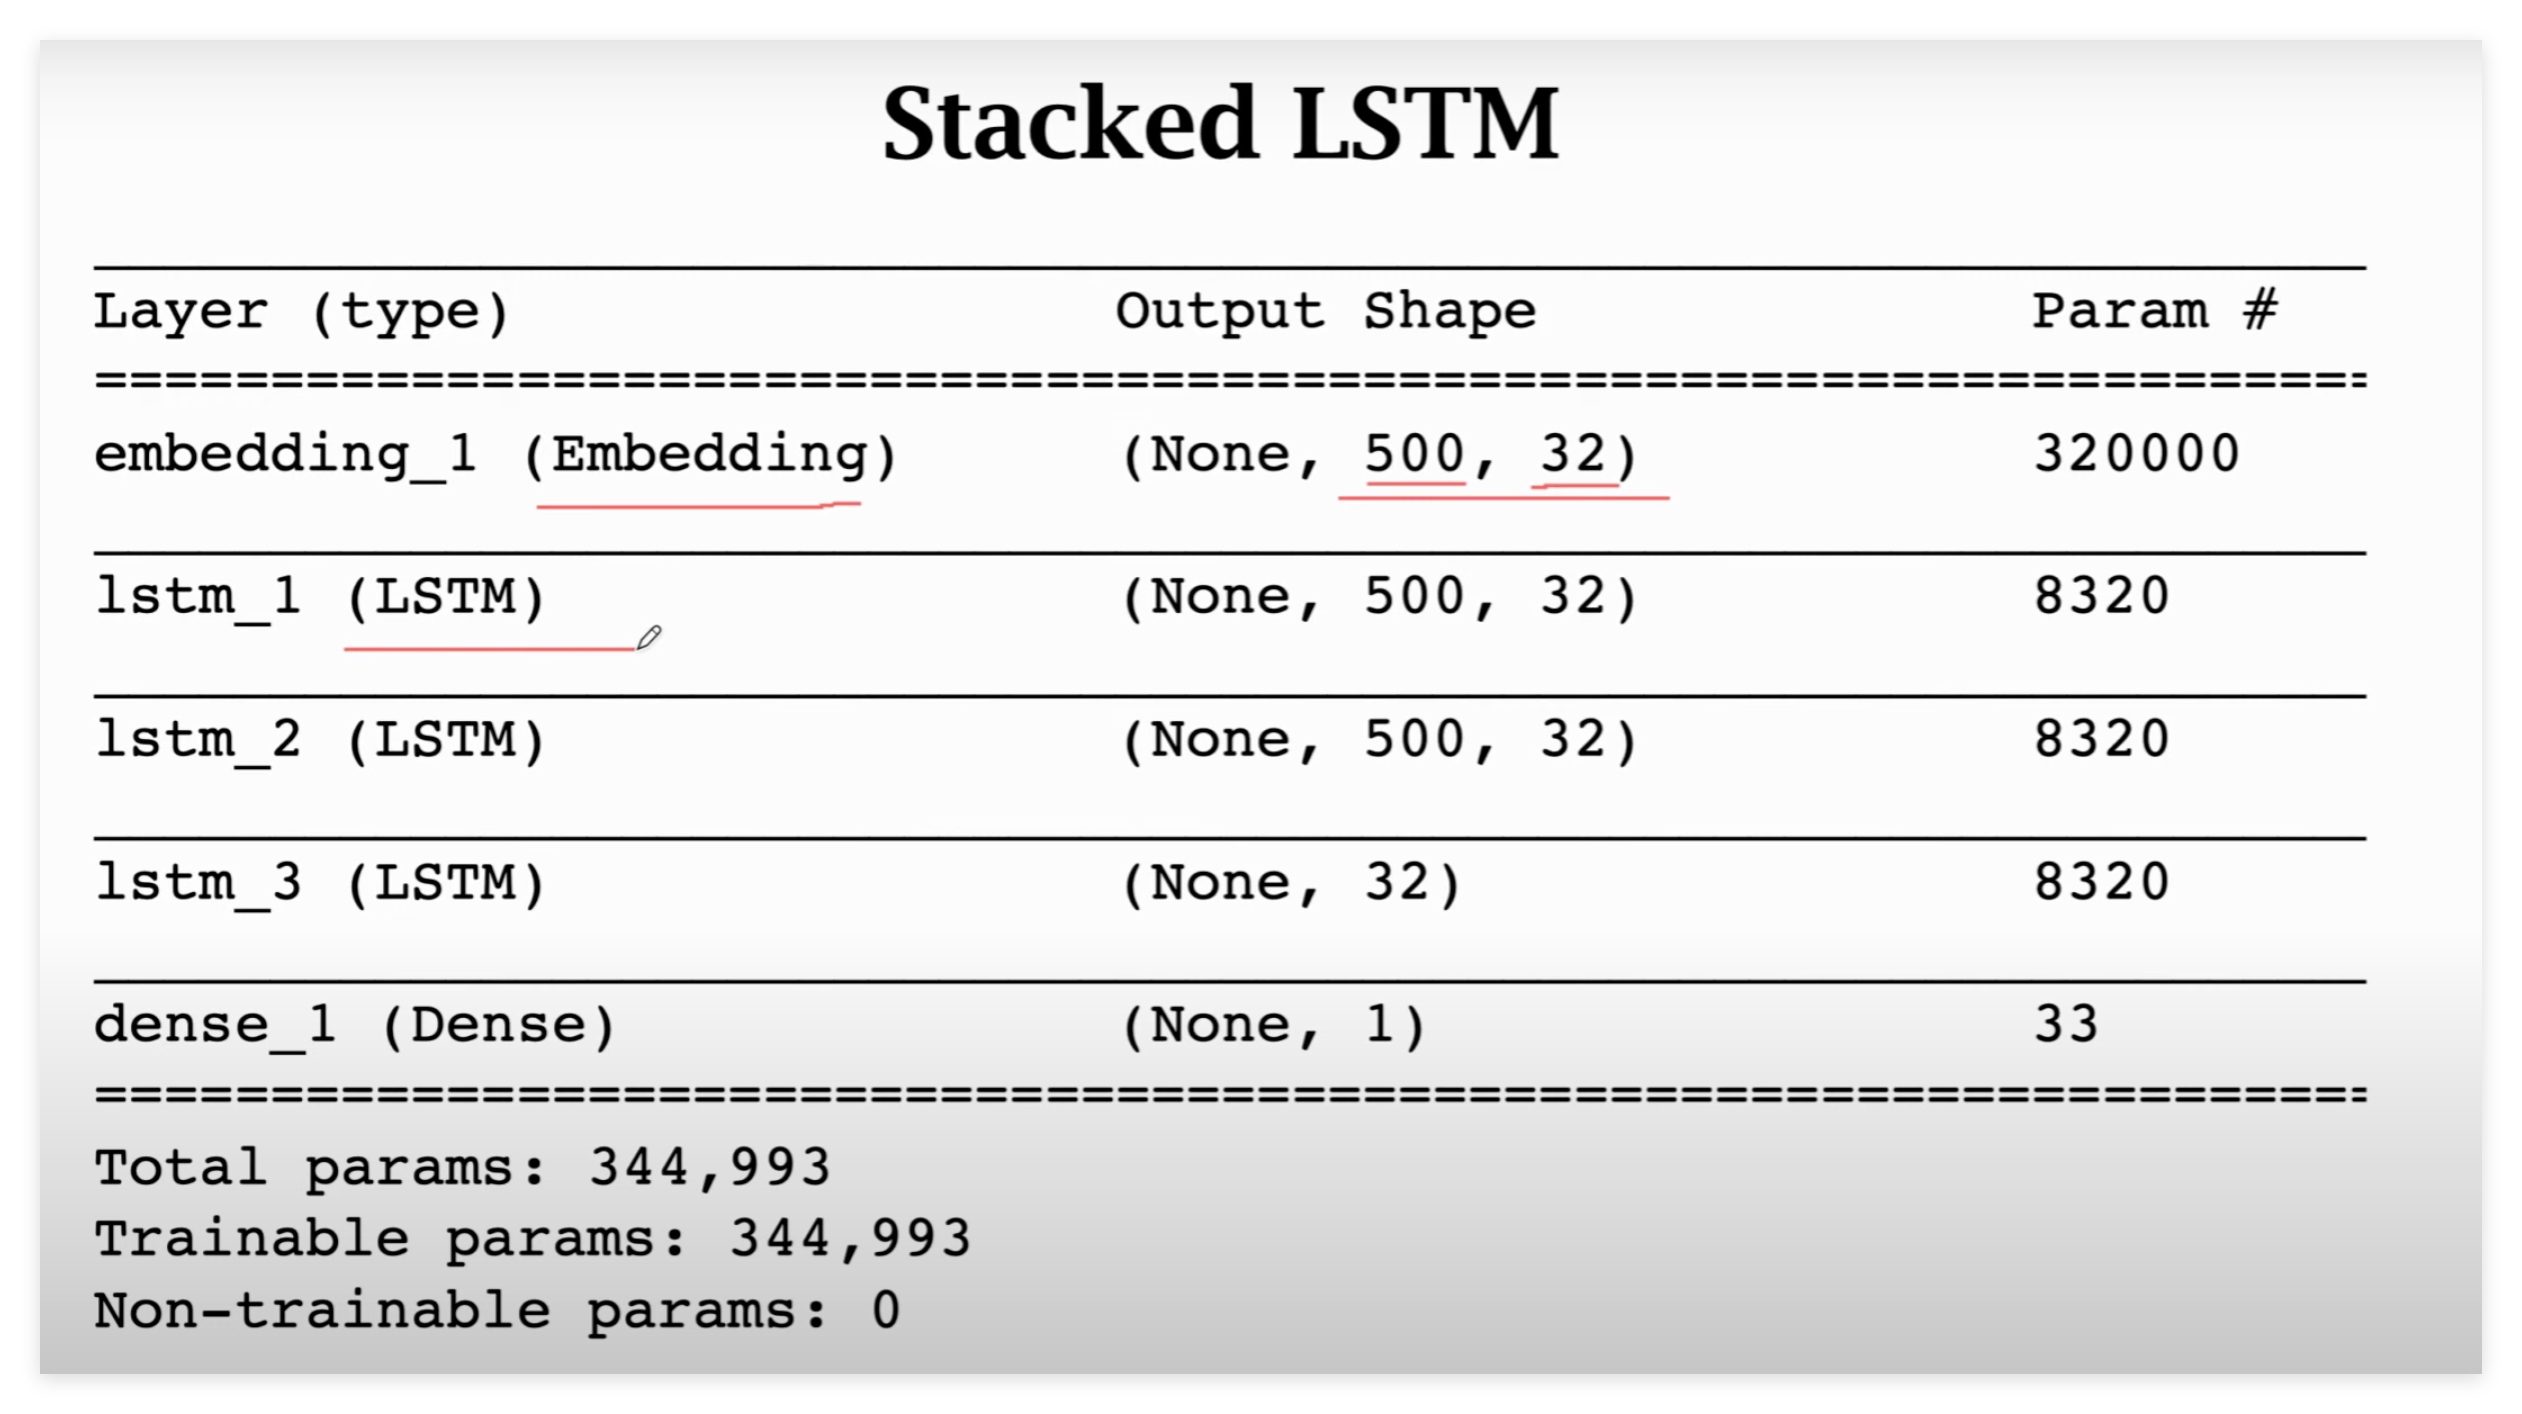 Stacked LSTM
Layer (type) Output Shape Param #
=================================================================
embedding_1 (Embedding) (None, 500, 32) 320000
lstm_1 (LSTM) (None, 500, 32) 8320
lstm_2 (LSTM) (None, 500, 32) 8320
lstm_3 (LSTM) (None, 32) 8320
dense_1 (Dense) (None, 1) 33
=================================================================
Total params: 344,993
Trainable params: 344,993
Non-trainable params: 0